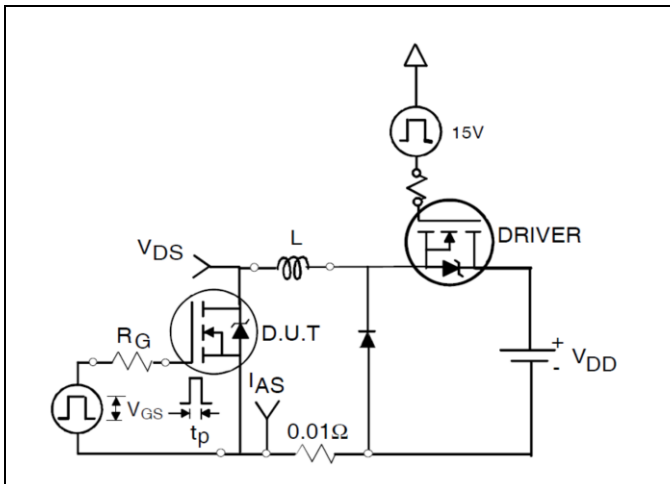 15V
DRIVER
VDS
L
RG
D.U.T
IAS
VGS
tp
0.01Ω
+
-
VDD